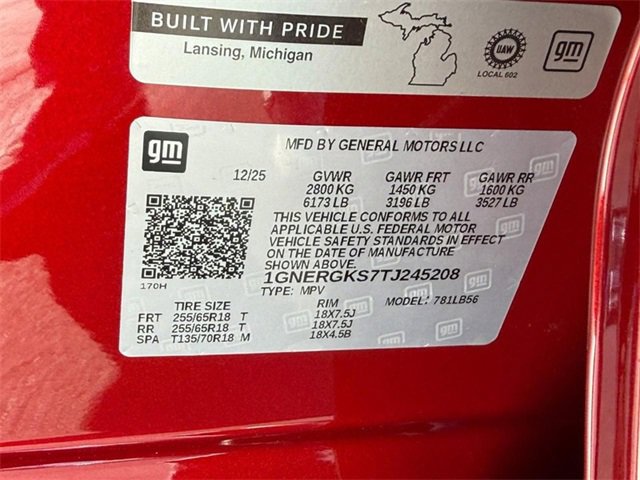 BUILT WITH PRIDE
Lansing, Michigan
UAW
LOCAL 602
gm
gm
MFD BY GENERAL MOTORS LLC
12/25 GVWR GAWR FRT GAWR RR
2800 KG 1450 KG 1600 KG
6173 LB 3196 LB 3527 LB
THIS VEHICLE CONFORMS TO ALL
APPLICABLE U.S. FEDERAL MOTOR
VEHICLE SAFETY STANDARDS IN EFFECT
ON THE DATE OF MANUFACTURE
SHOWN ABOVE.
170H
1GNERGKS7TJ245208
TYPE: MPV MODEL: 781LB56
TIRE SIZE RIM
FRT 255/65R18 T 18X7.5J
RR 255/65R18 T 18X7.5J
SPA T135/70R18 M 18X4.5B